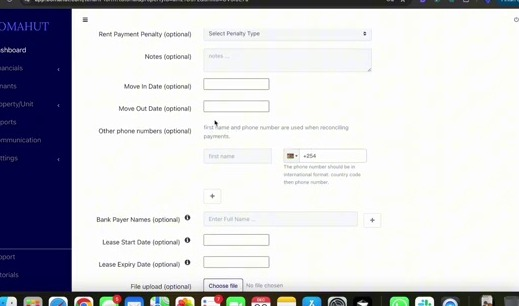 OMAHUT
Rent Payment Penalty (optional)
Select Penalty Type
shboard
Notes (optional)
notes ...
ancials
Move In Date (optional)
nants
operty/Unit
Move Out Date (optional)
ports
Other phone numbers (optional)
first name and phone number are used when reconciling
payments.
mmunication
ttings
first name
+254
The phone number should be in
international format. country code
then phone number.
+
Bank Payer Names (optional)
Enter Full Name ...
+
Lease Start Date (optional)
pport
Lease Expiry Date (optional)
torials
File upload (optional)
Choose file
No file chosen